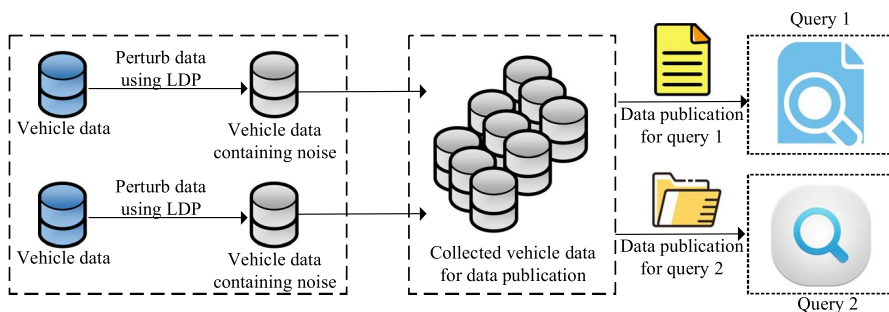 Perturb data
using LDP
Vehicle data
Vehicle data
containing noise
Perturb data
using LDP
Vehicle data
Vehicle data
containing noise
Collected vehicle data
for data publication
Data publication
for query 1
Data publication
for query 2
Query 1
Query 2